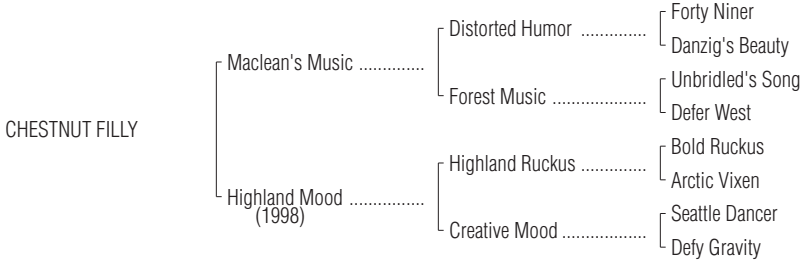 Forty Niner
Distorted Humor ..............
Danzig's Beauty
Maclean's Music ..............
Unbridled's Song
Forest Music ....................
Defer West
CHESTNUT FILLY
Bold Ruckus
Highland Ruckus ..............
Arctic Vixen
Highland Mood ................
(1998)
Seattle Dancer
Creative Mood ..................
Defy Gravity